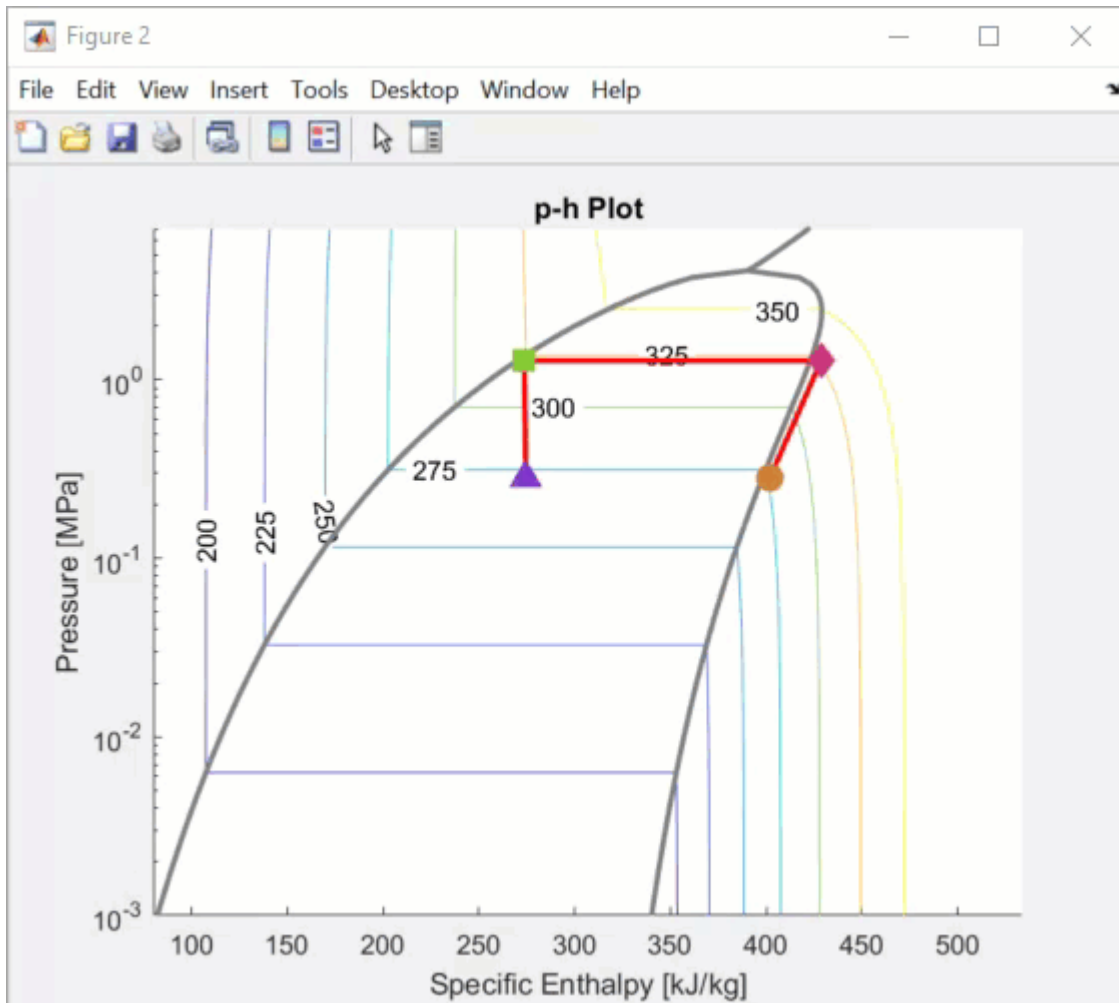 Figure 2
File Edit View Insert Tools Desktop Window Help
p-h Plot
350
325
300
275
250
225
200
10⁰
10⁻¹
10⁻²
10⁻³
Pressure [MPa]
100 150 200 250 300 350 400 450 500
Specific Enthalpy [kJ/kg]